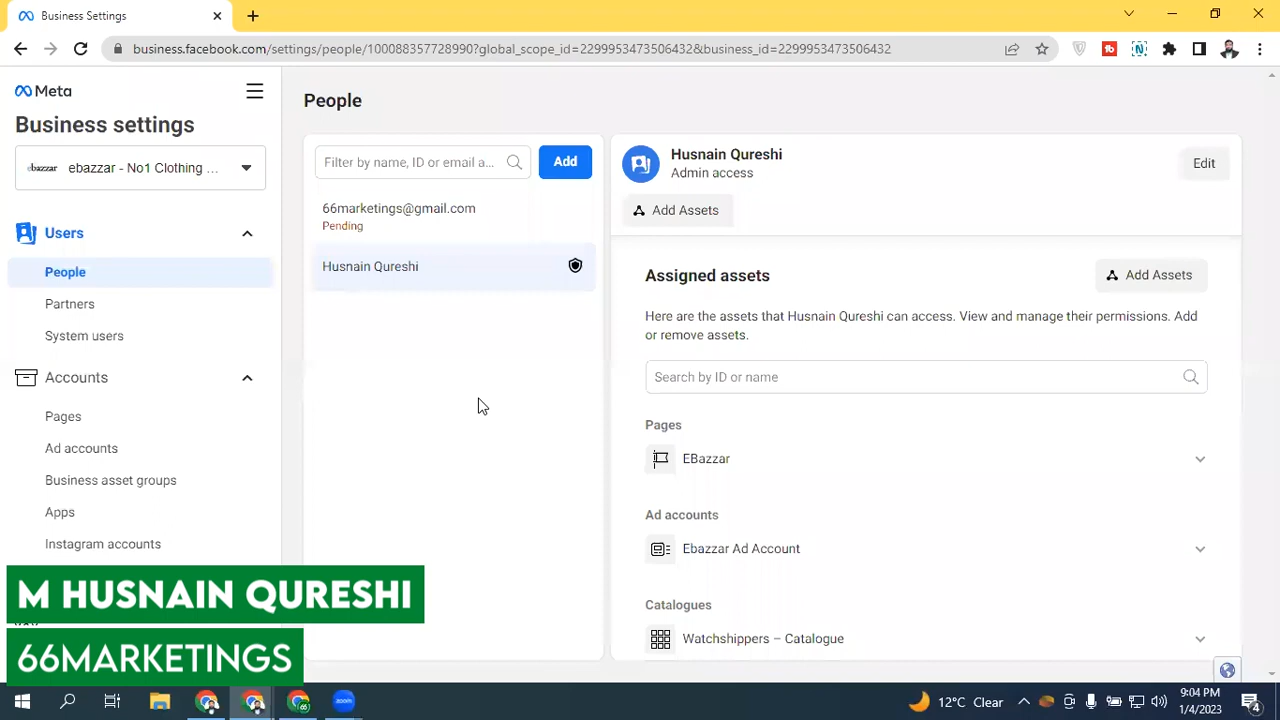 Business Settings
business.facebook.com/settings/people/100088357728990?global_scope_id=2299953473506432&business_id=2299953473506432
Meta
Business settings
ebazzar
ebazzar - No1 Clothing ...
Users
People
Partners
System users
Accounts
Pages
Ad accounts
Business asset groups
Apps
Instagram accounts
People
Filter by name, ID or email a...
Add
66marketings@gmail.com
Pending
Husnain Qureshi
Husnain Qureshi
Admin access
Edit
Add Assets
Assigned assets
Add Assets
Here are the assets that Husnain Qureshi can access. View and manage their permissions. Add
or remove assets.
Search by ID or name
Pages
EBazzar
Ad accounts
Ebazzar Ad Account
Catalogues
Watchshippers – Catalogue
M HUSNAIN QURESHI
66MARKETINGS
zoom
12°C Clear
9:04 PM
1/4/2023
4